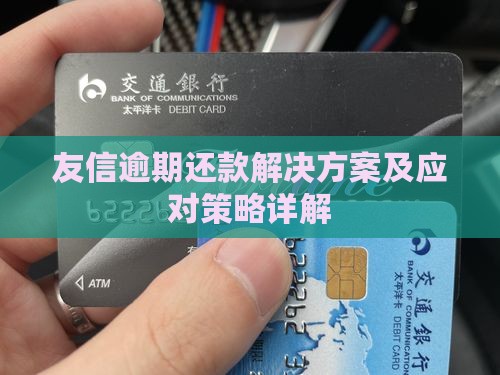 交通銀行
BANK OF COMMUNICATIONS
太平洋卡 DEBIT CARD
友信逾期还款解决方案及应
对策略详解
ATM
交通銀行
BANK OF COMMUNICATIONS
太平洋卡 DEBIT CARD